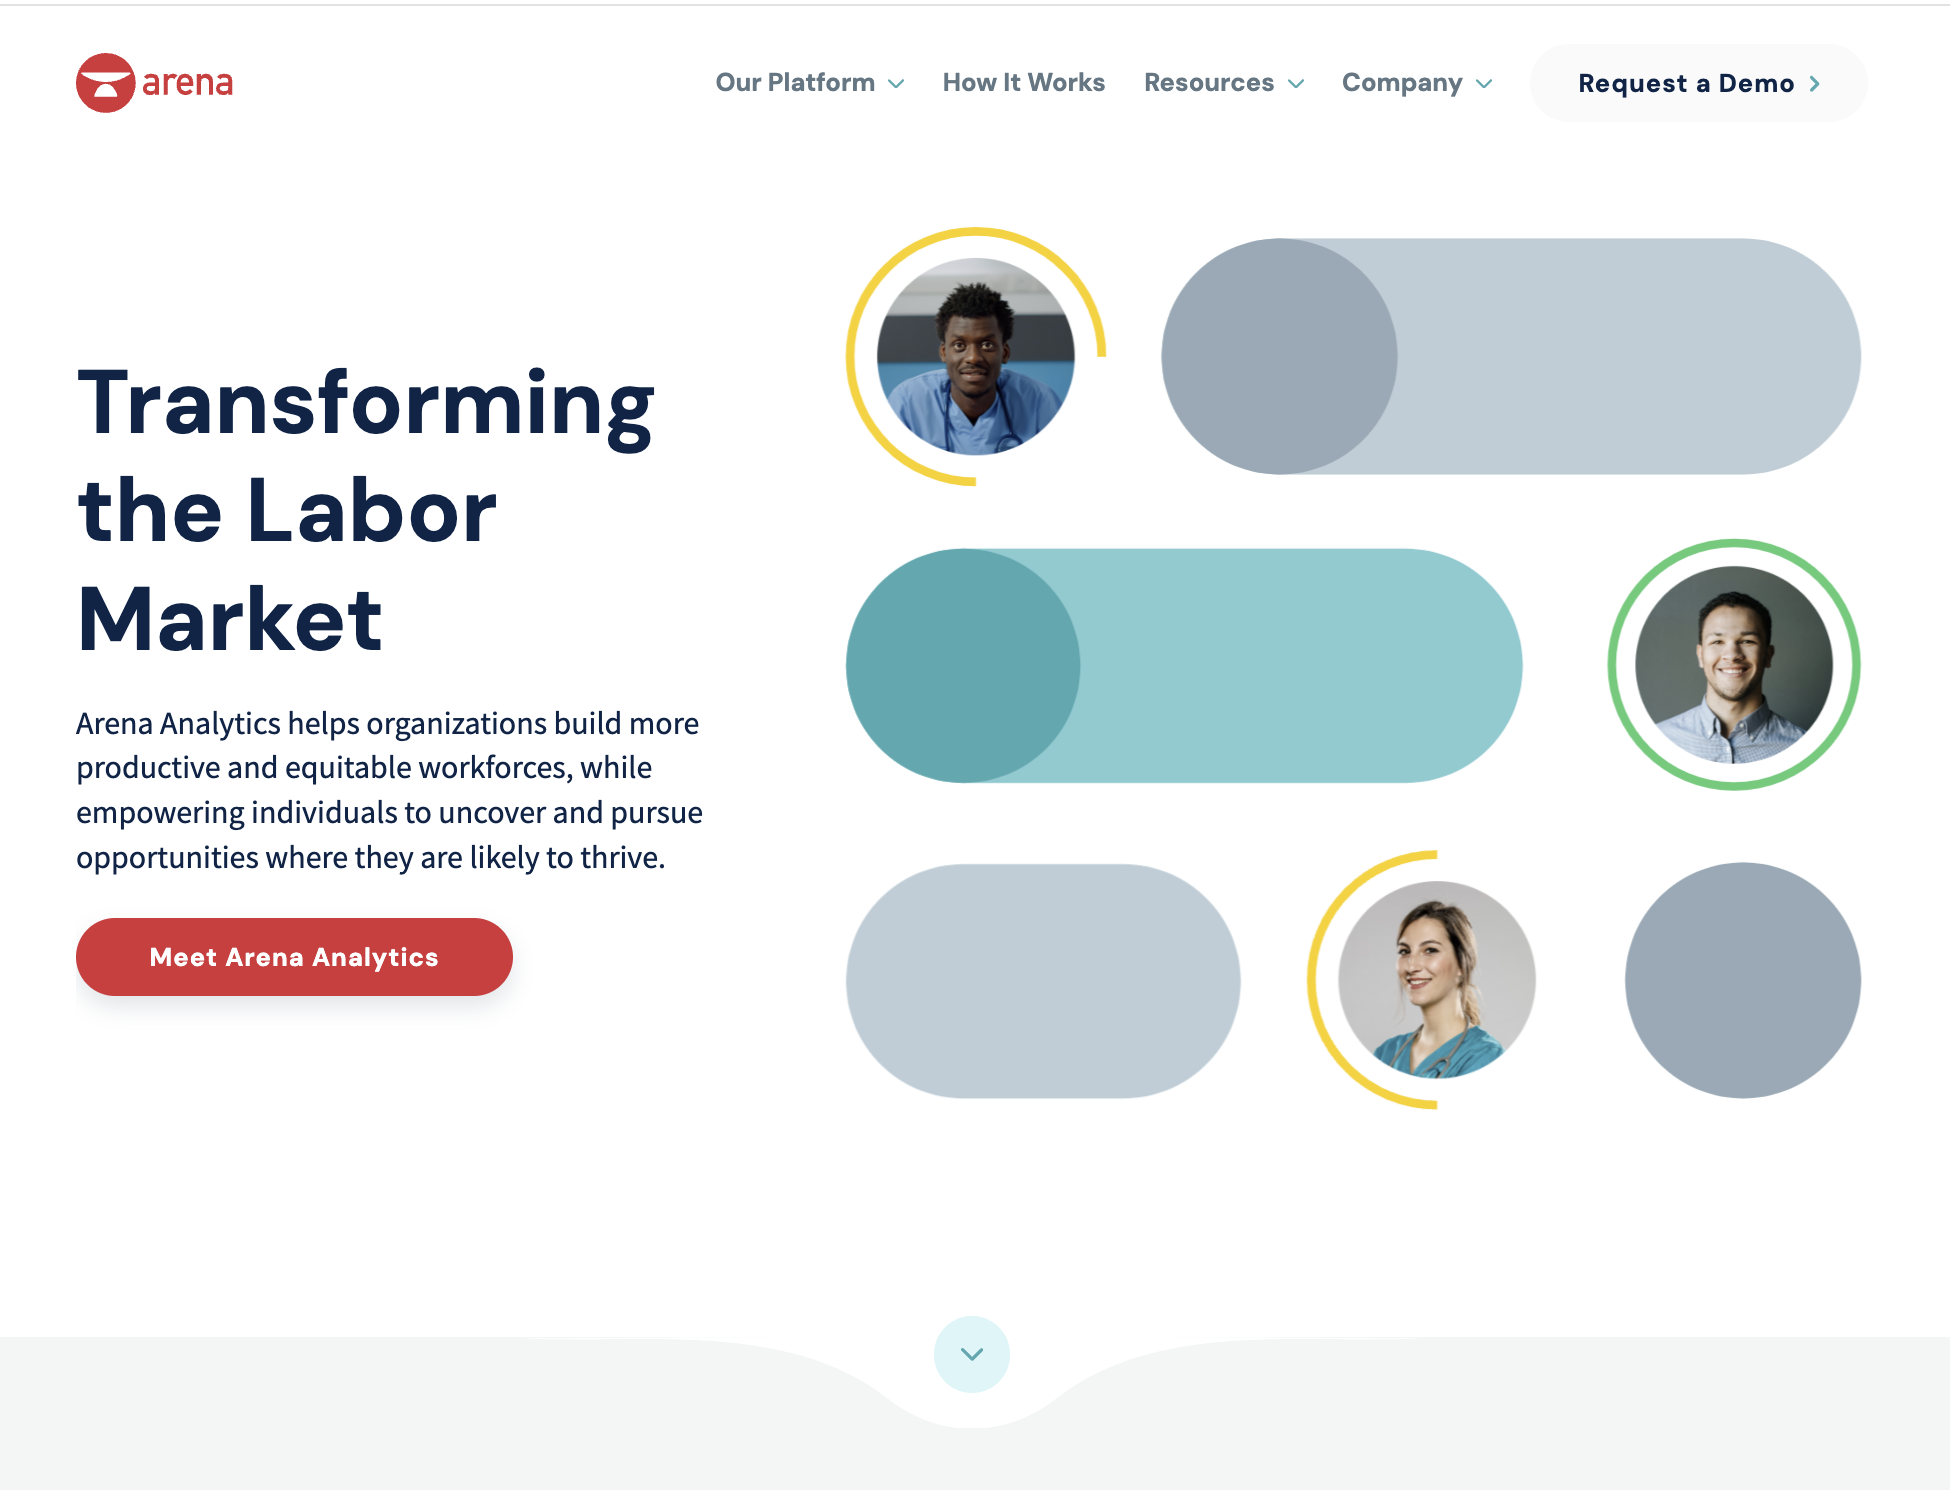 arena
Our Platform
How It Works
Resources
Company
Request a Demo
Transforming
the Labor
Market
Arena Analytics helps organizations build more
productive and equitable workforces, while
empowering individuals to uncover and pursue
opportunities where they are likely to thrive.
Meet Arena Analytics